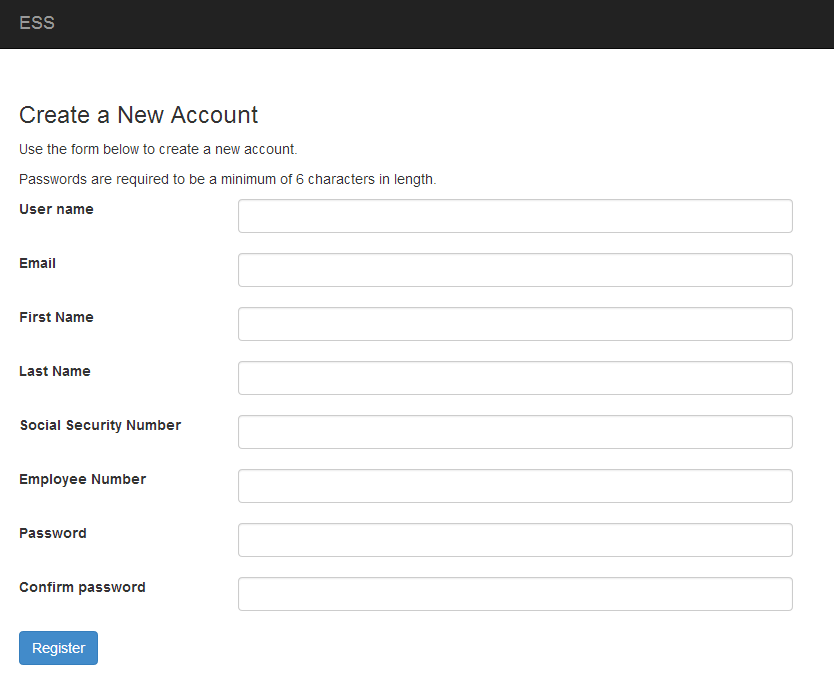 ESS
Create a New Account
Use the form below to create a new account.
Passwords are required to be a minimum of 6 characters in length.
User name
Email
First Name
Last Name
Social Security Number
Employee Number
Password
Confirm password
Register